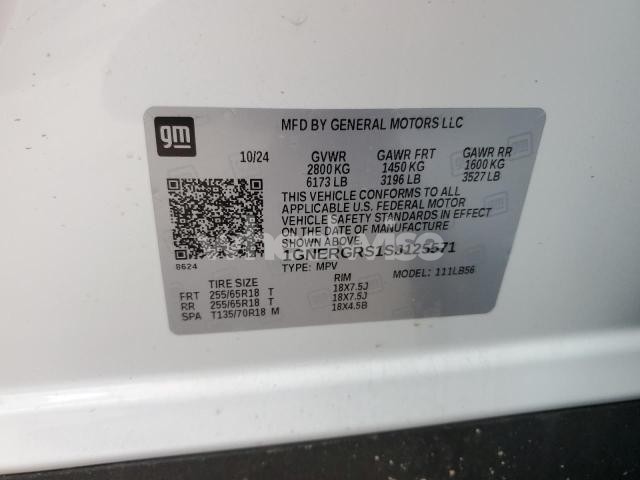 gm
MFD BY GENERAL MOTORS LLC
10/24 GVWR GAWR FRT GAWR RR
2800 KG 1450 KG 1600 KG
6173 LB 3196 LB 3527 LB
THIS VEHICLE CONFORMS TO ALL
APPLICABLE U.S. FEDERAL MOTOR
VEHICLE SAFETY STANDARDS IN EFFECT
ON THE DATE OF MANUFACTURE
SHOWN ABOVE.
1GNERGRS1SJ125571
8624 TYPE: MPV MODEL: 111LB56
TIRE SIZE RIM
FRT 255/65R18 T 18X7.5J
RR 255/65R18 T 18X7.5J
SPA T135/70R18 M 18X4.5B